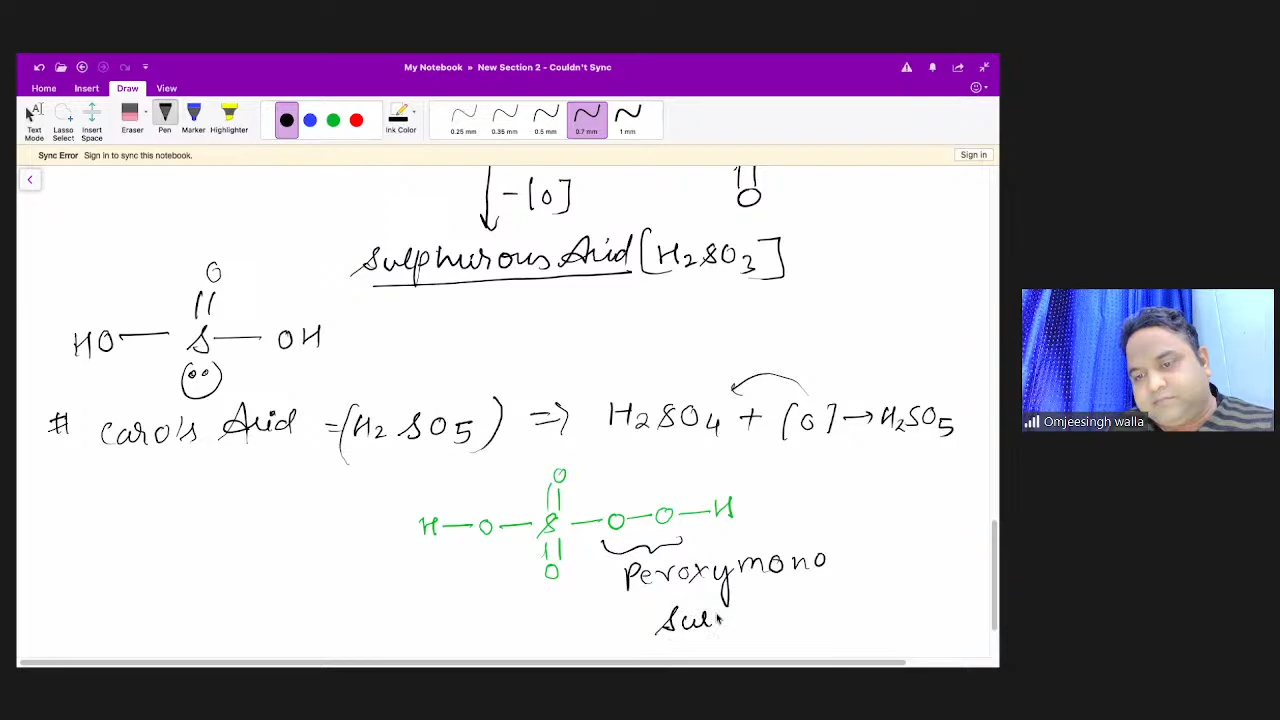 My Notebook » New Section 2 - Couldn't Sync
Home Insert Draw View
Text Mode
Lasso Select
Insert Space
Eraser
Pen
Marker
Highlighter
Ink Color
0.25 mm
0.35 mm
0.5 mm
0.7 mm
1 mm
Sync Error Sign in to sync this notebook.
Sign in
-[O]
O
Sulphurous Acid [H2SO3]
O
HO — S — OH
# Caro's Acid = (H2SO5) => H2SO4 + [O] → H2SO5
O
H — O — S — O — O — H
O
Peroxymono
Sul
Omjeesingh walla